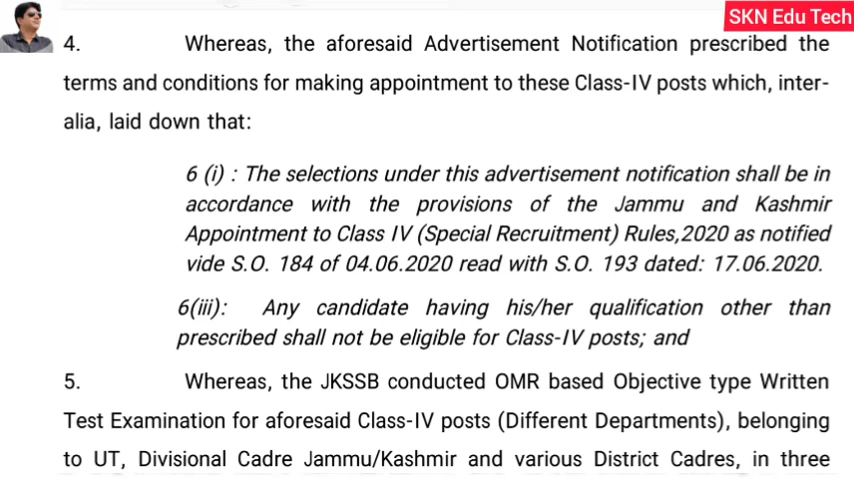 SKN Edu Tech
4. Whereas, the aforesaid Advertisement Notification prescribed the
terms and conditions for making appointment to these Class-IV posts which, inter-
alia, laid down that:
6 (i) : The selections under this advertisement notification shall be in
accordance with the provisions of the Jammu and Kashmir
Appointment to Class IV (Special Recruitment) Rules,2020 as notified
vide S.O. 184 of 04.06.2020 read with S.O. 193 dated: 17.06.2020.
6(iii): Any candidate having his/her qualification other than
prescribed shall not be eligible for Class-IV posts; and
5. Whereas, the JKSSB conducted OMR based Objective type Written
Test Examination for aforesaid Class-IV posts (Different Departments), belonging
to UT, Divisional Cadre Jammu/Kashmir and various District Cadres, in three